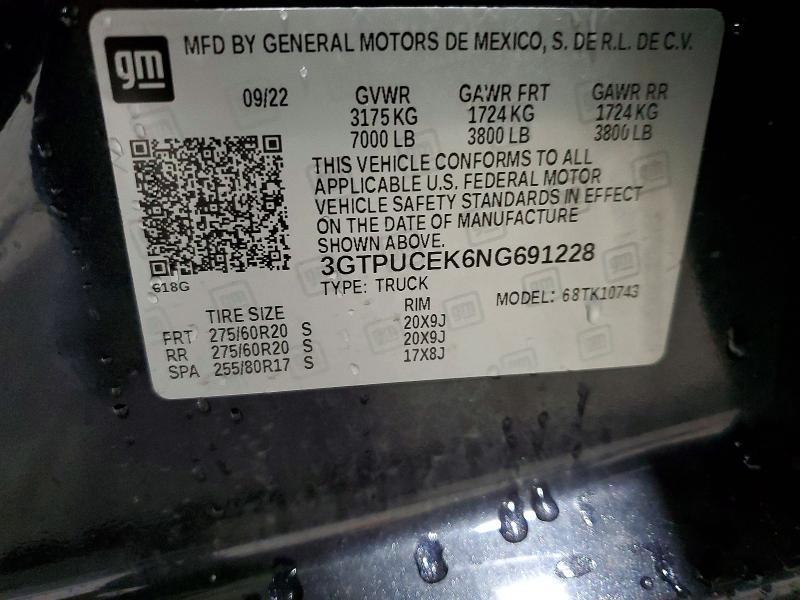 gm
MFD BY GENERAL MOTORS DE MEXICO, S. DE R.L. DE C.V.
09/22 GVWR GAWR FRT GAWR RR
3175 KG 1724 KG 1724 KG
7000 LB 3800 LB 3800 LB
THIS VEHICLE CONFORMS TO ALL
APPLICABLE U.S. FEDERAL MOTOR
VEHICLE SAFETY STANDARDS IN EFFECT
ON THE DATE OF MANUFACTURE
SHOWN ABOVE.
3GTPUCEK6NG691228
618G
TYPE: TRUCK MODEL: 68TK10743
TIRE SIZE RIM
FRT 275/60R20 S 20X9J
RR 275/60R20 S 20X9J
SPA 255/80R17 S 17X8J